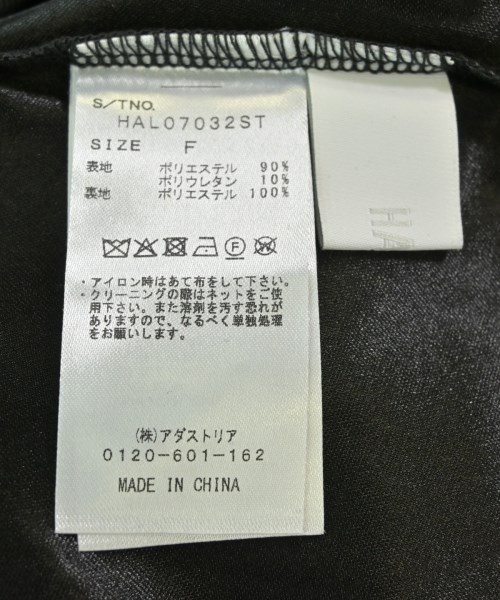 S/TNO.
HAL07032ST
SIZE F
表地 ポリエステル 90%
ポリウレタン 10%
裏地 ポリエステル 100%
F
W
・アイロン時はあて布をして下さい。
・クリーニングの際はネットをご使
用下さい。また溶剤を汚す恐れが
ありますので、なるべく単独処理
をお願いします。
(株)アダストリア
0120-601-162
MADE IN CHINA
HA